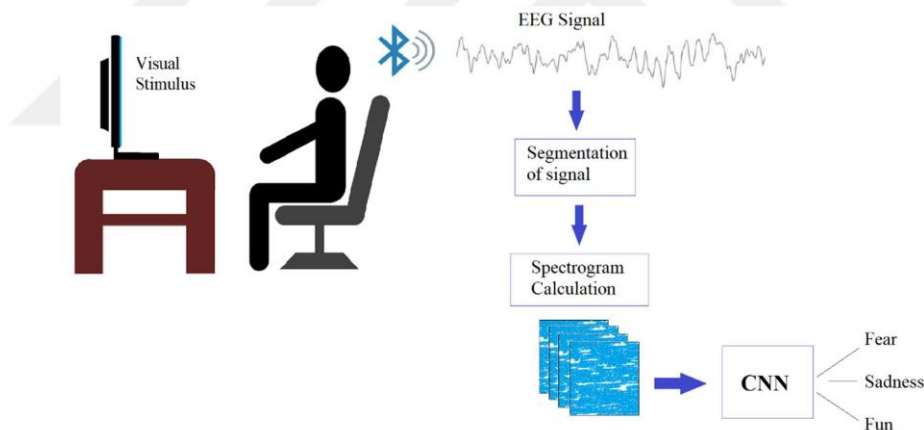 EEG Signal
Visual
Stimulus
Segmentation
of signal
Spectrogram
Calculation
CNN
Fear
Sadness
Fun